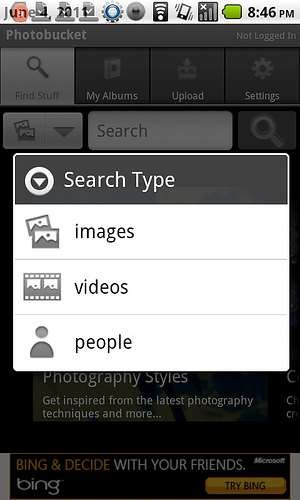 June 1, 2011
8:46 PM
Photobucket
Not Logged In
Find Stuff
My Albums
Upload
Settings
Search
Search Type
images
videos
people
Photography Styles
Get inspired from the latest photography
techniques and more...
BING & DECIDE WITH YOUR FRIENDS.
Microsoft
bing
TRY BING